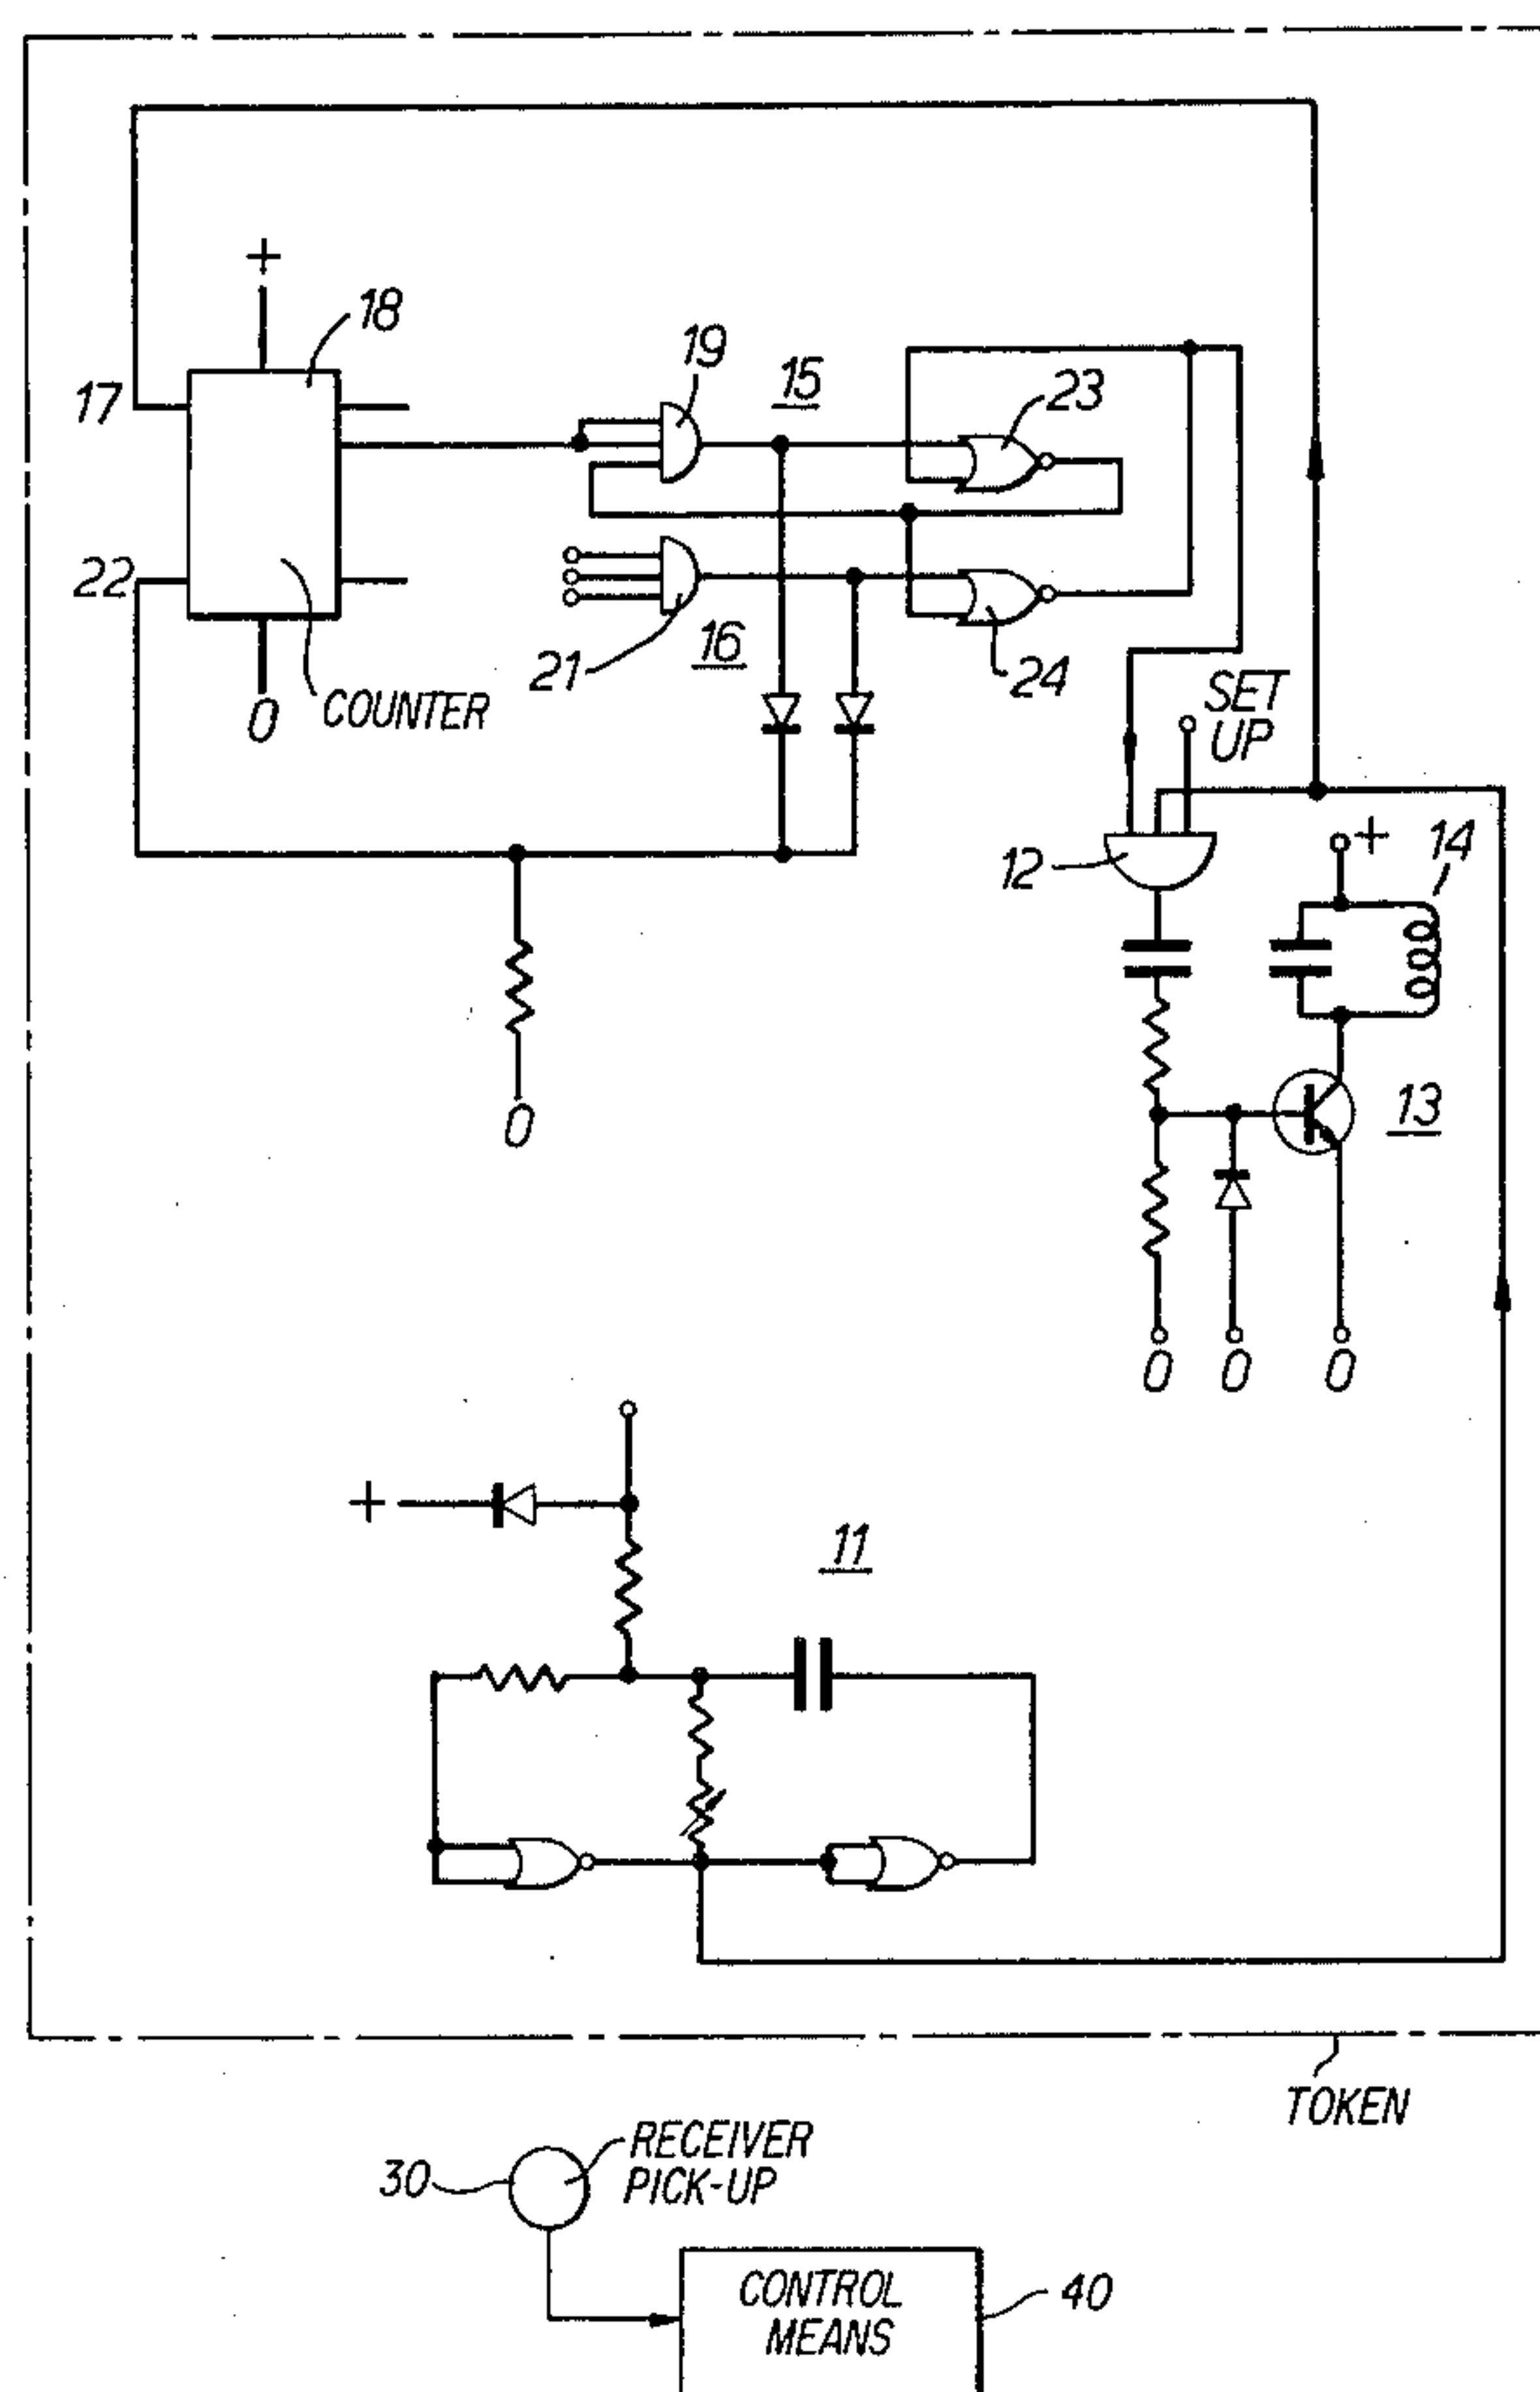 +
18
17
19
15
23
22
21
16
24
0
COUNTER
SET
UP
12
+
14
0
13
0
0
0
+
11
TOKEN
RECEIVER
PICK-UP
30
CONTROL
MEANS
40